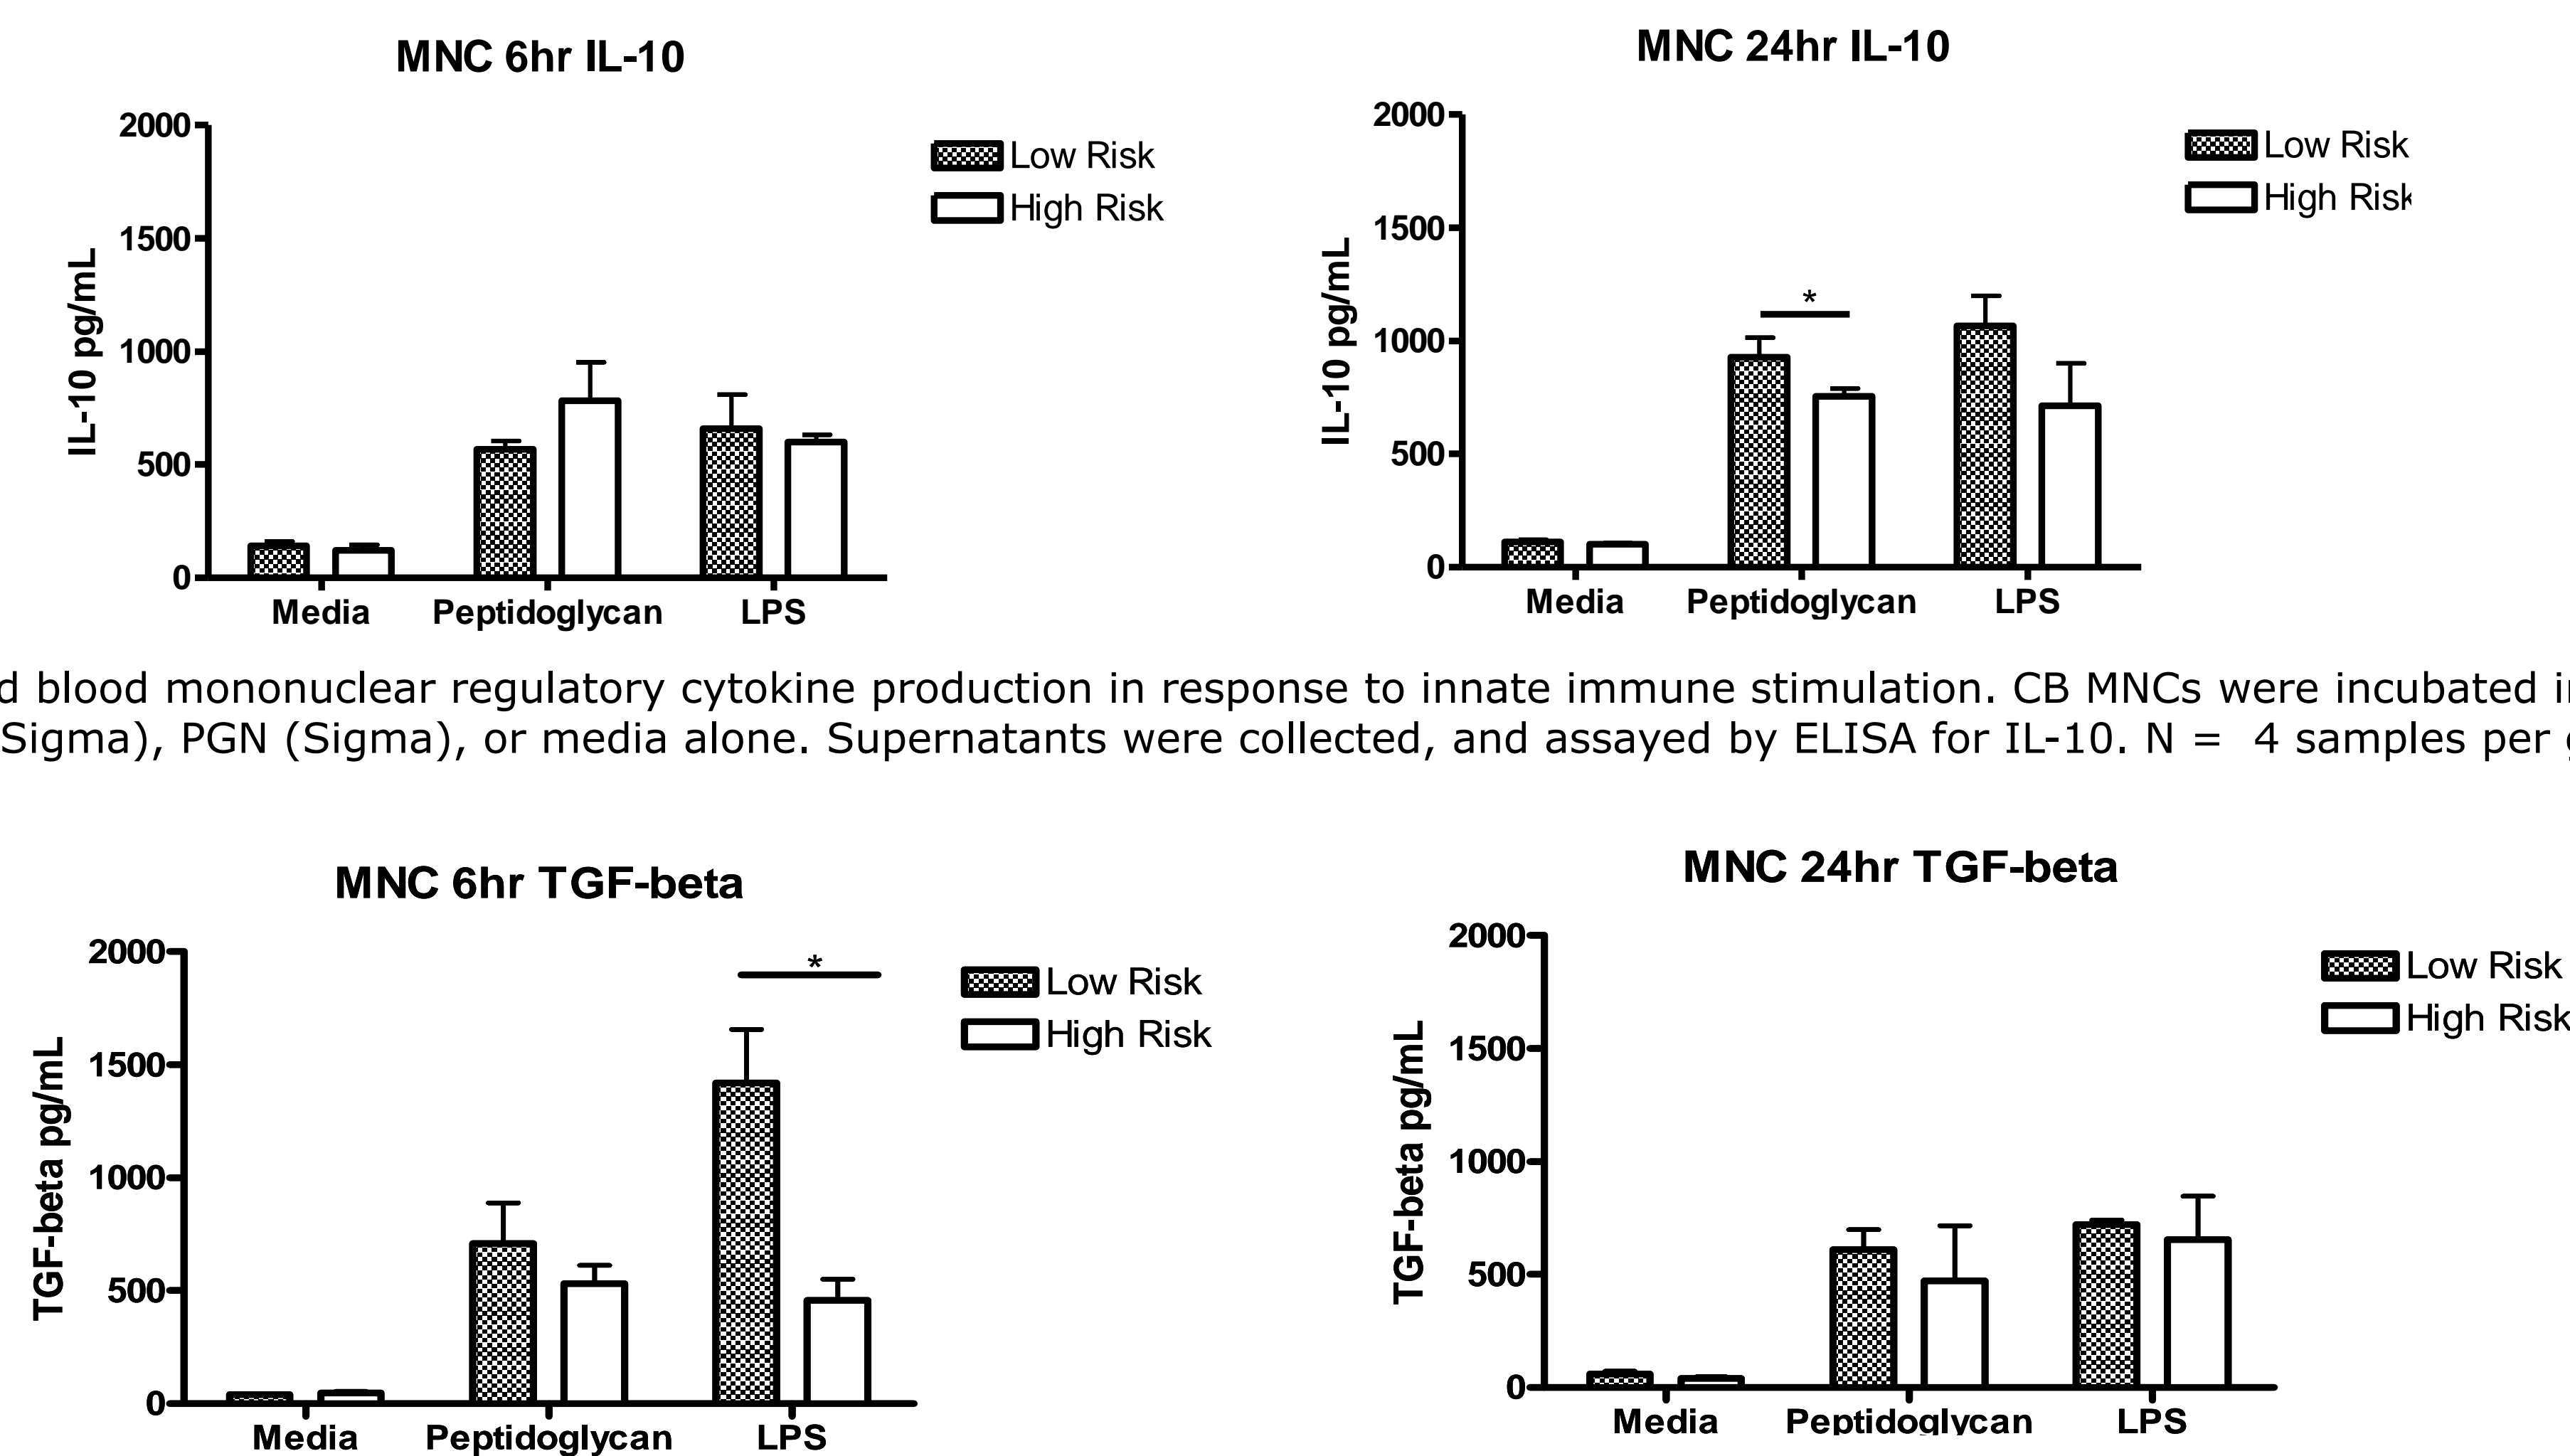 MNC 6hr IL-10
2000
1500
1000
500
0
IL-10 pg/mL
Media Peptidoglycan LPS
Low Risk
High Risk
MNC 24hr IL-10
2000
1500
1000
500
0
IL-10 pg/mL
*
Media Peptidoglycan LPS
Low Risk
High Risk
d blood mononuclear regulatory cytokine production in response to innate immune stimulation. CB MNCs were incubated in
Sigma), PGN (Sigma), or media alone. Supernatants were collected, and assayed by ELISA for IL-10. N = 4 samples per
MNC 6hr TGF-beta
2000
1500
1000
500
0
TGF-beta pg/mL
*
Media Peptidoglycan LPS
Low Risk
High Risk
MNC 24hr TGF-beta
2000
1500
1000
500
0
TGF-beta pg/mL
Media Peptidoglycan LPS
Low Risk
High Risk